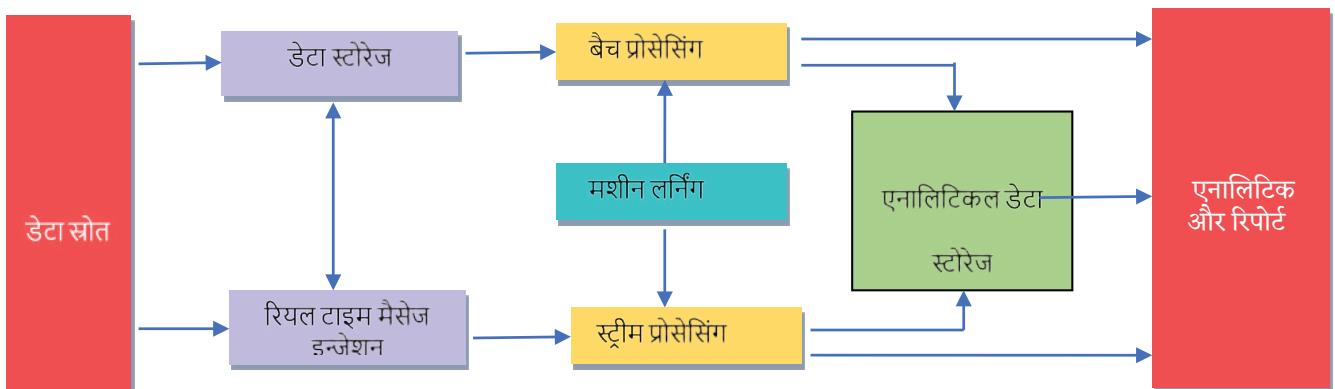 डेटा स्रोत
डेटा स्टोरेज
रियल टाइम मैसेज
इन्जेशन
बैच प्रोसेसिंग
मशीन लर्निंग
स्ट्रीम प्रोसेसिंग
एनालिटिकल डेटा
स्टोरेज
एनालिटिक
और रिपोर्ट